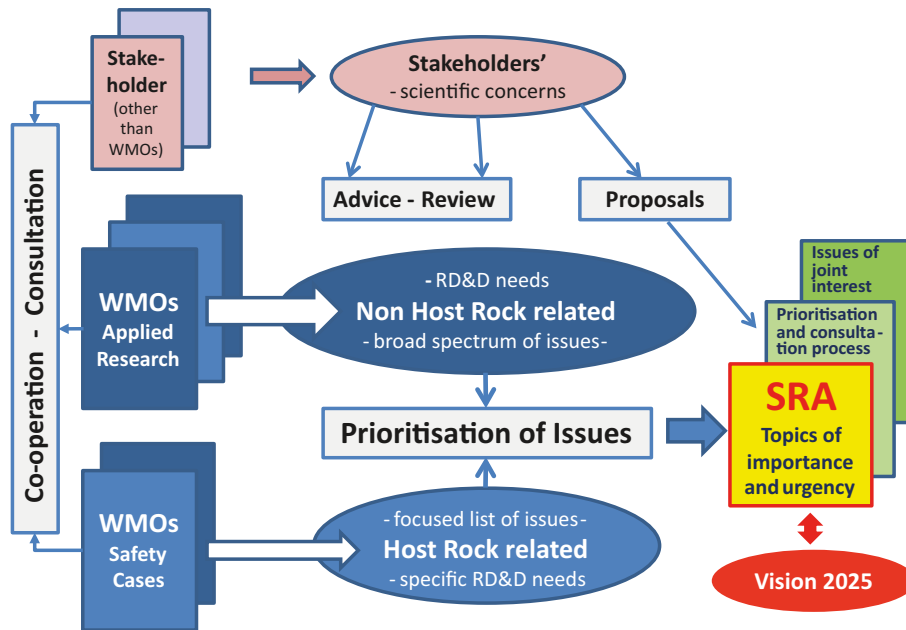 Stake-
holder
(other
than
WMOs)
Stakeholders’
- scientific concerns
Advice - Review
Proposals
Co-operation - Consultation
WMOs
Applied
Research
- RD&D needs
Non Host Rock related
- broad spectrum of issues-
Issues of
joint
interest
Prioritisation
and consulta-
tion process
SRA
Topics of
importance
and urgency
Prioritisation of Issues
WMOs
Safety
Cases
- focused list of issues-
Host Rock related
- specific RD&D needs
Vision 2025